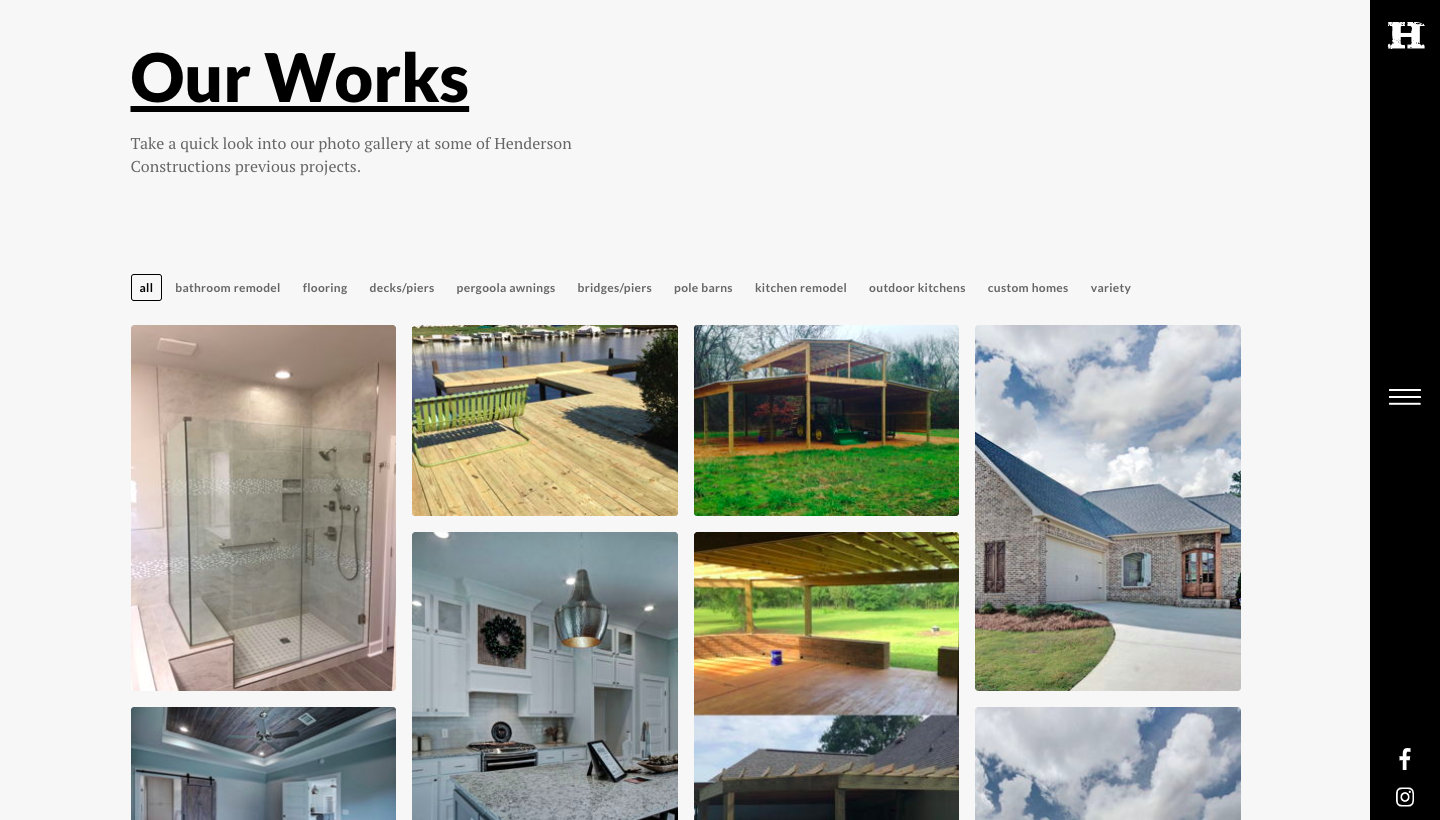 H
Our Works
Take a quick look into our photo gallery at some of Henderson
Constructions previous projects.
all bathroom remodel flooring decks/piers pergoola awnings bridges/piers pole barns kitchen remodel outdoor kitchens custom homes variety